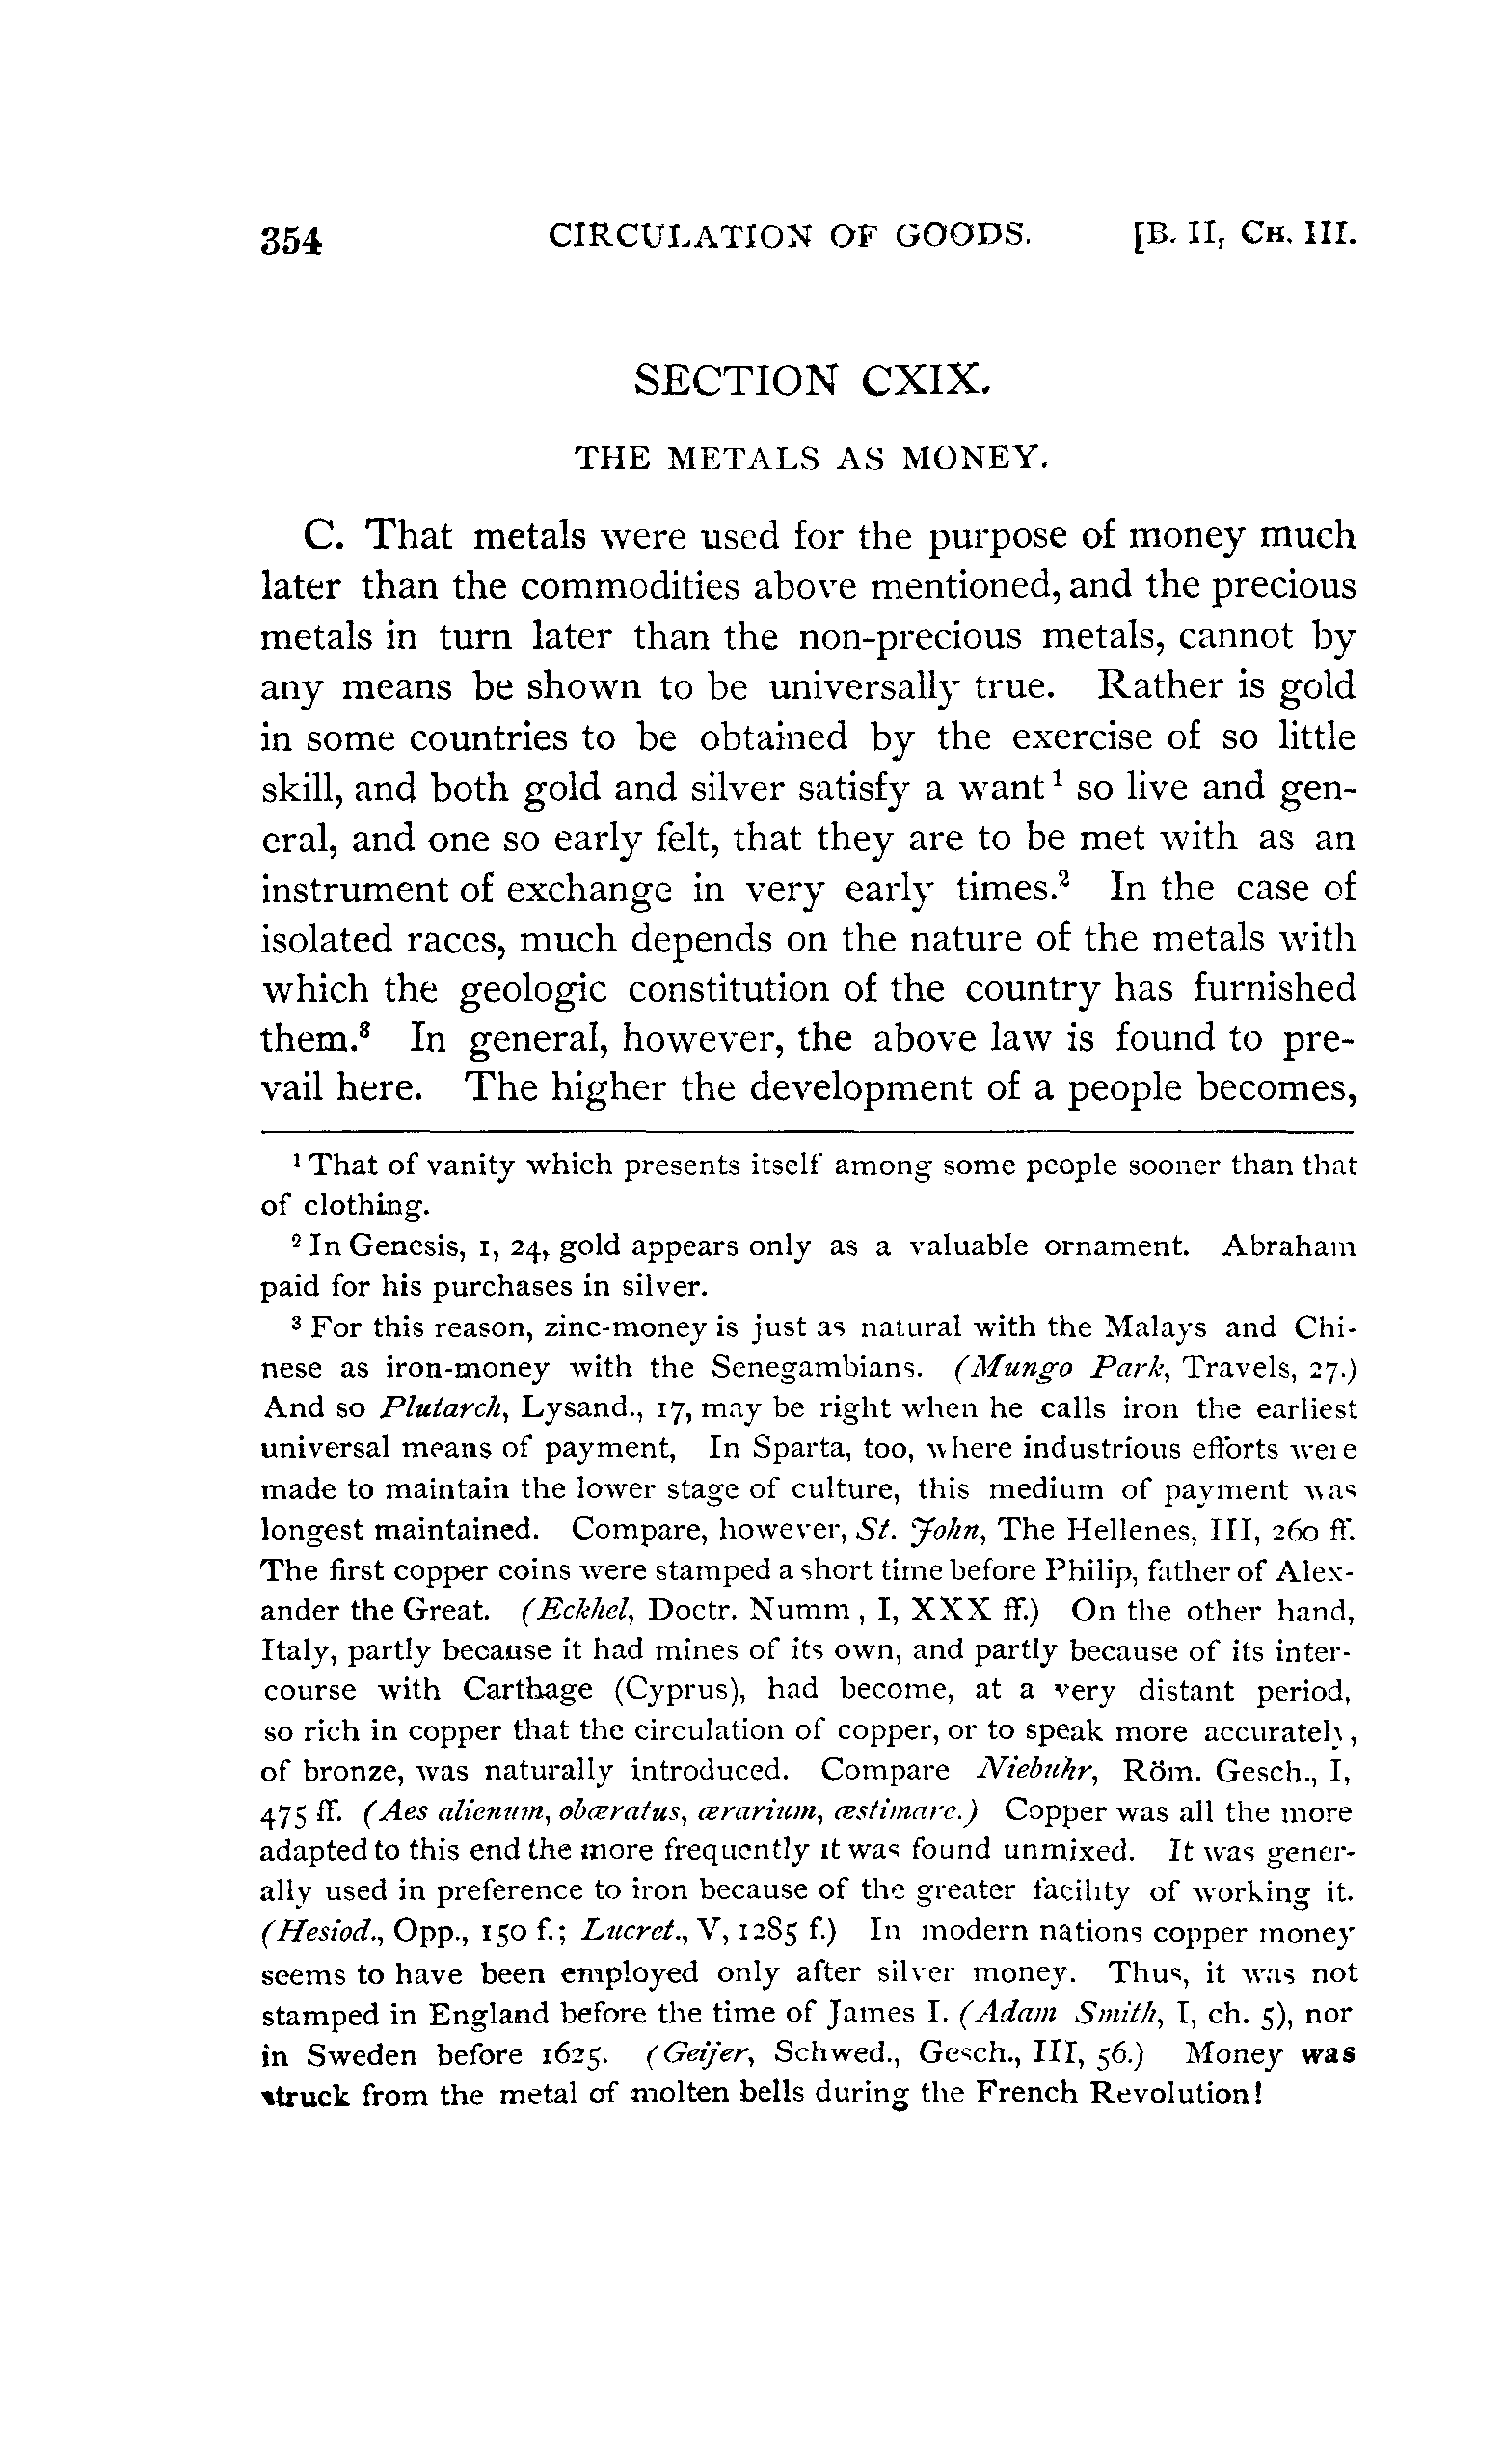 354 CIRCULATION OF GOODS. [B. II, CH. III.
SECTION CXIX.
THE METALS AS MONEY.
C. That metals were used for the purpose of money much
later than the commodities above mentioned, and the precious
metals in turn later than the non-precious metals, cannot by
any means be shown to be universally true. Rather is gold
in some countries to be obtained by the exercise of so little
skill, and both gold and silver satisfy a want¹ so live and gen-
eral, and one so early felt, that they are to be met with as an
instrument of exchange in very early times.² In the case of
isolated races, much depends on the nature of the metals with
which the geologic constitution of the country has furnished
them.³ In general, however, the above law is found to pre-
vail here. The higher the development of a people becomes,
¹ That of vanity which presents itself among some people sooner than that
of clothing.
² In Genesis, 1, 24, gold appears only as a valuable ornament. Abraham
paid for his purchases in silver.
³ For this reason, zinc-money is just as natural with the Malays and Chi-
nese as iron-money with the Senegambians. (Mungo Park, Travels, 27.)
And so Plutarch, Lysand., 17, may be right when he calls iron the earliest
universal means of payment, In Sparta, too, where industrious efforts were
made to maintain the lower stage of culture, this medium of payment was
longest maintained. Compare, however, St. John, The Hellenes, III, 260 ff.
The first copper coins were stamped a short time before Philip, father of Alex-
ander the Great. (Eckhel, Doctr. Numm, I, XXX ff.) On the other hand,
Italy, partly because it had mines of its own, and partly because of its inter-
course with Carthage (Cyprus), had become, at a very distant period,
so rich in copper that the circulation of copper, or to speak more accurately,
of bronze, was naturally introduced. Compare Niebuhr, Röm. Gesch., I,
475 ff. (Aes alienum, obæratus, ærarium, æstimare.) Copper was all the more
adapted to this end the more frequently it was found unmixed. It was gener-
ally used in preference to iron because of the greater facility of working it.
(Hesiod., Opp., 150 f.; Lucret., V, 1285 f.) In modern nations copper money
seems to have been employed only after silver money. Thus, it was not
stamped in England before the time of James I. (Adam Smith, I, ch. 5), nor
in Sweden before 1625. (Geijer, Schwed., Gesch., III, 56.) Money was
struck from the metal of molten bells during the French Revolution!